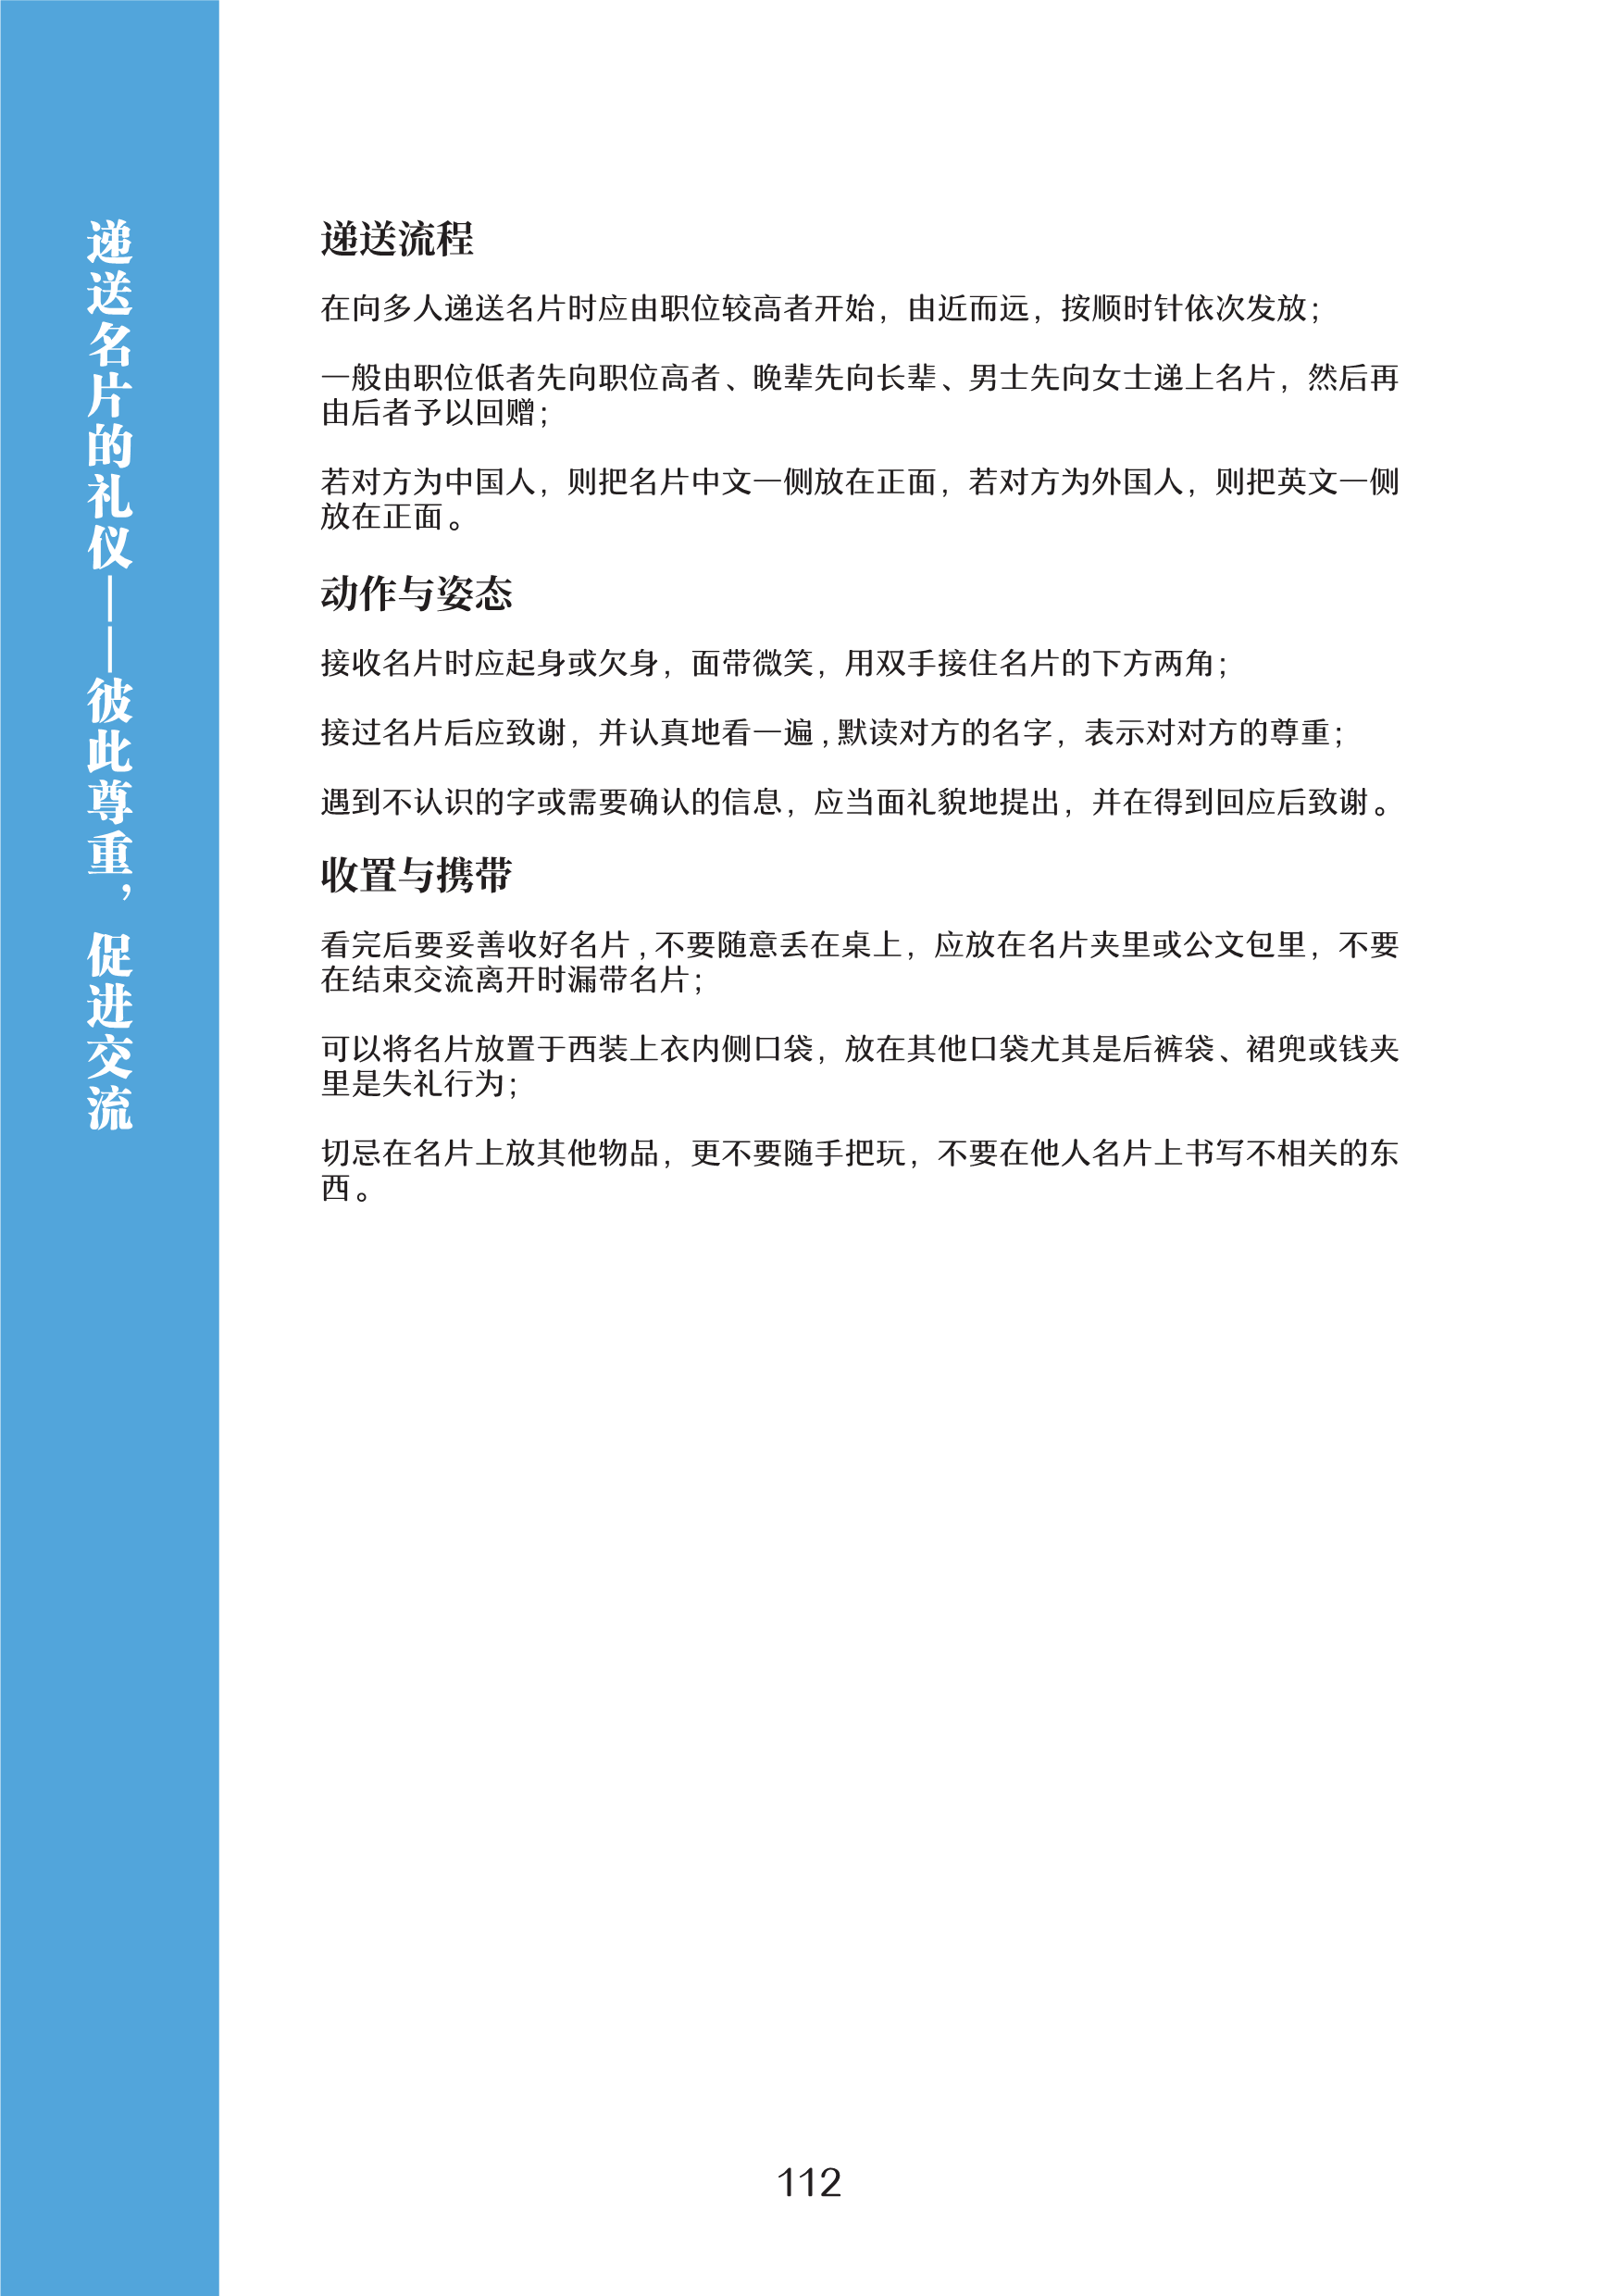 递送名片的礼仪——彼此尊重，促进交流
递送流程
在向多人递送名片时应由职位较高者开始，由近而远，按顺时针依次发放；
一般由职位低者先向职位高者、晚辈先向长辈、男士先向女士递上名片，然后再
由后者予以回赠；
若对方为中国人，则把名片中文一侧放在正面，若对方为外国人，则把英文一侧
放在正面。
动作与姿态
接收名片时应起身或欠身，面带微笑，用双手接住名片的下方两角；
接过名片后应致谢，并认真地看一遍,默读对方的名字，表示对对方的尊重；
遇到不认识的字或需要确认的信息，应当面礼貌地提出，并在得到回应后致谢。
收置与携带
看完后要妥善收好名片,不要随意丢在桌上，应放在名片夹里或公文包里，不要
在结束交流离开时漏带名片；
可以将名片放置于西装上衣内侧口袋，放在其他口袋尤其是后裤袋、裙兜或钱夹
里是失礼行为；
切忌在名片上放其他物品，更不要随手把玩，不要在他人名片上书写不相关的东
西。
112